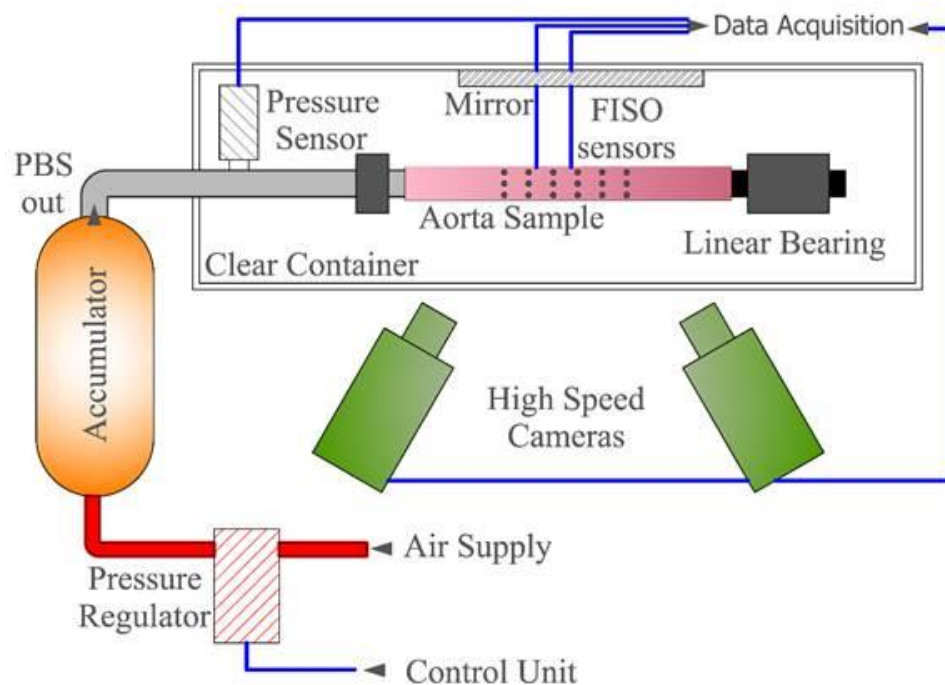 Data Acquisition
Pressure
Sensor
Mirror
FISO
sensors
PBS
out
Aorta Sample
Linear Bearing
Clear Container
Accumulator
High Speed
Cameras
Air Supply
Pressure
Regulator
Control Unit